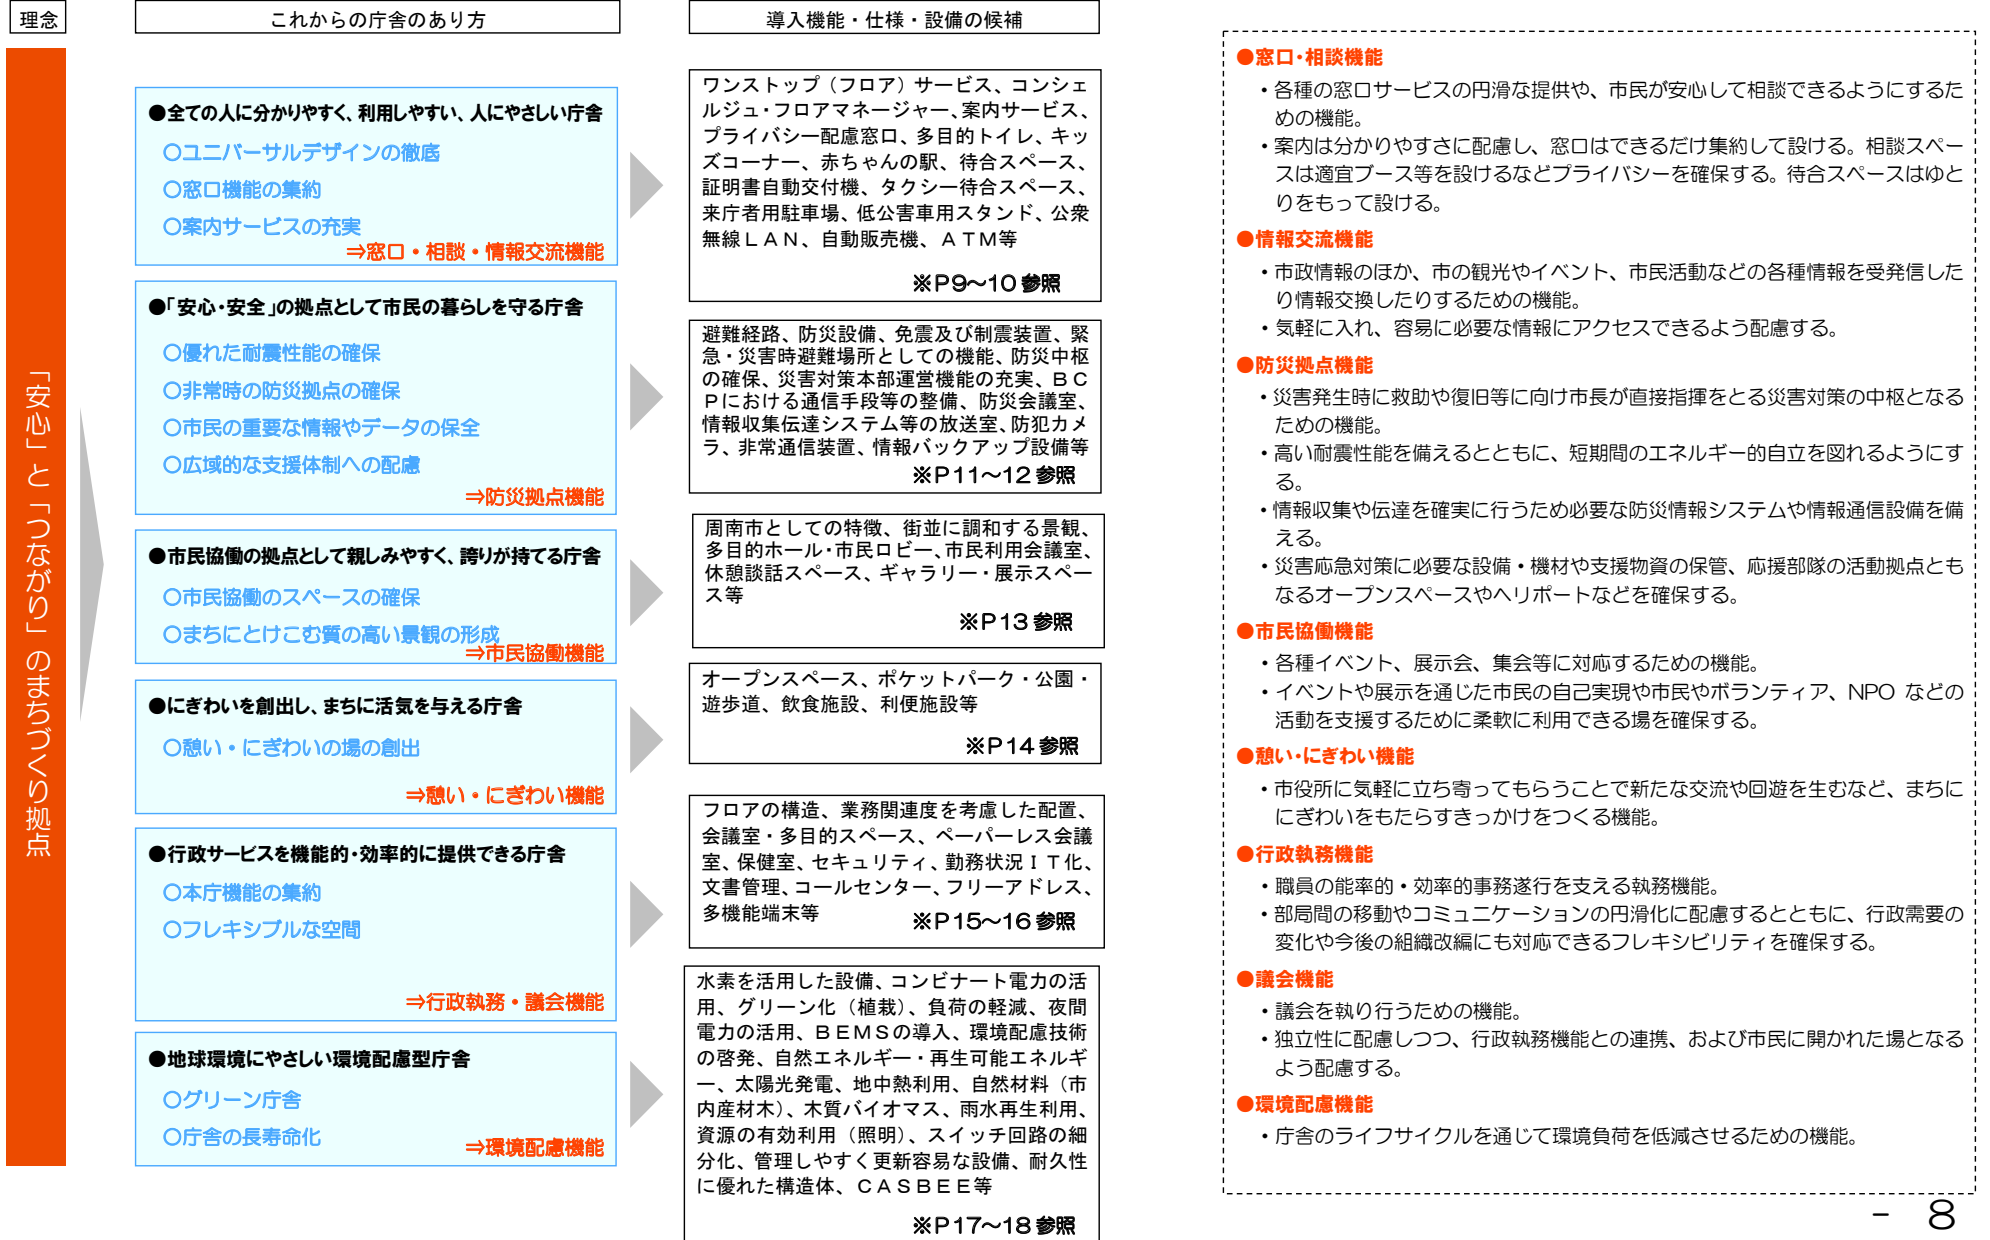 理念
これからの庁舎のあり方
導入機能・仕様・設備の候補
「安心」と「つながり」のまちづくり拠点
●全ての人に分かりやすく、利用しやすい、人にやさしい庁舎
○ユニバーサルデザインの徹底
○窓口機能の集約
○案内サービスの充実
⇒窓口・相談・情報交流機能
ワンストップ（フロア）サービス、コンシェ
ルジュ・フロアマネージャー、案内サービス、
プライバシー配慮窓口、多目的トイレ、キッ
ズコーナー、赤ちゃんの駅、待合スペース、
証明書自動交付機、タクシー待合スペース、
来庁者用駐車場、低公害車用スタンド、公衆
無線ＬＡＮ、自動販売機、ＡＴＭ等
※P9～10参照
●「安心・安全」の拠点として市民の暮らしを守る庁舎
○優れた耐震性能の確保
○非常時の防災拠点の確保
○市民の重要な情報やデータの保全
○広域的な支援体制への配慮
⇒防災拠点機能
避難経路、防災設備、免震及び制震装置、緊
急・災害時避難場所としての機能、防災中枢
の確保、災害対策本部運営機能の充実、ＢＣ
Ｐにおける通信手段等の整備、防災会議室、
情報収集伝達システム等の放送室、防犯カメ
ラ、非常通信装置、情報バックアップ設備等
※P11～12参照
●市民協働の拠点として親しみやすく、誇りが持てる庁舎
○市民協働のスペースの確保
○まちにとけこむ質の高い景観の形成
⇒市民協働機能
周南市としての特徴、街並に調和する景観、
多目的ホール・市民ロビー、市民利用会議室、
休憩談話スペース、ギャラリー・展示スペー
ス等
※P13参照
●にぎわいを創出し、まちに活気を与える庁舎
○憩い・にぎわいの場の創出
⇒憩い・にぎわい機能
オープンスペース、ポケットパーク・公園・
遊歩道、飲食施設、利便施設等
※P14参照
●行政サービスを機能的・効率的に提供できる庁舎
○本庁機能の集約
○フレキシブルな空間
⇒行政執務・議会機能
フロアの構造、業務関連度を考慮した配置、
会議室・多目的スペース、ペーパーレス会議
室、保健室、セキュリティ、勤務状況ＩＴ化、
文書管理、コールセンター、フリーアドレス、
多機能端末等
※P15～16参照
●地球環境にやさしい環境配慮型庁舎
○グリーン庁舎
○庁舎の長寿命化
⇒環境配慮機能
水素を活用した設備、コンビナート電力の活
用、グリーン化（植栽）、負荷の軽減、夜間
電力の活用、ＢＥＭＳの導入、環境配慮技術
の啓発、自然エネルギー・再生可能エネルギ
ー、太陽光発電、地中熱利用、自然材料（市
内産材木）、木質バイオマス、雨水再生利用、
資源の有効利用（照明）、スイッチ回路の細
分化、管理しやすく更新容易な設備、耐久性
に優れた構造体、ＣＡＳＢＥＥ等
※P17～18参照
●窓口・相談機能
・各種の窓口サービスの円滑な提供や、市民が安心して相談できるようにするた
めの機能。
・案内は分かりやすさに配慮し、窓口はできるだけ集約して設ける。相談スペー
スは適宜ブース等を設けるなどプライバシーを確保する。待合スペースはゆと
りをもって設ける。
●情報交流機能
・市政情報のほか、市の観光やイベント、市民活動などの各種情報を受発信した
り情報交換したりするための機能。
・気軽に入れ、容易に必要な情報にアクセスできるよう配慮する。
●防災拠点機能
・災害発生時に救助や復旧等に向け市長が直接指揮をとる災害対策の中枢となる
ための機能。
・高い耐震性能を備えるとともに、短期間のエネルギー的自立を図れるようにす
る。
・情報収集や伝達を確実に行うため必要な防災情報システムや情報通信設備を備
える。
・災害応急対策に必要な設備・機材や支援物資の保管、応援部隊の活動拠点とも
なるオープンスペースやヘリポートなどを確保する。
●市民協働機能
・各種イベント、展示会、集会等に対応するための機能。
・イベントや展示を通じた市民の自己実現や市民やボランティア、NPO などの
活動を支援するために柔軟に利用できる場を確保する。
●憩い・にぎわい機能
・市役所に気軽に立ち寄ってもらうことで新たな交流や回遊を生むなど、まちに
にぎわいをもたらすきっかけをつくる機能。
●行政執務機能
・職員の能率的・効率的事務遂行を支える執務機能。
・部局間の移動やコミュニケーションの円滑化に配慮するとともに、行政需要の
変化や今後の組織改編にも対応できるフレキシビリティを確保する。
●議会機能
・議会を執り行うための機能。
・独立性に配慮しつつ、行政執務機能との連携、および市民に開かれた場となる
よう配慮する。
●環境配慮機能
・庁舎のライフサイクルを通じて環境負荷を低減させるための機能。
- 8